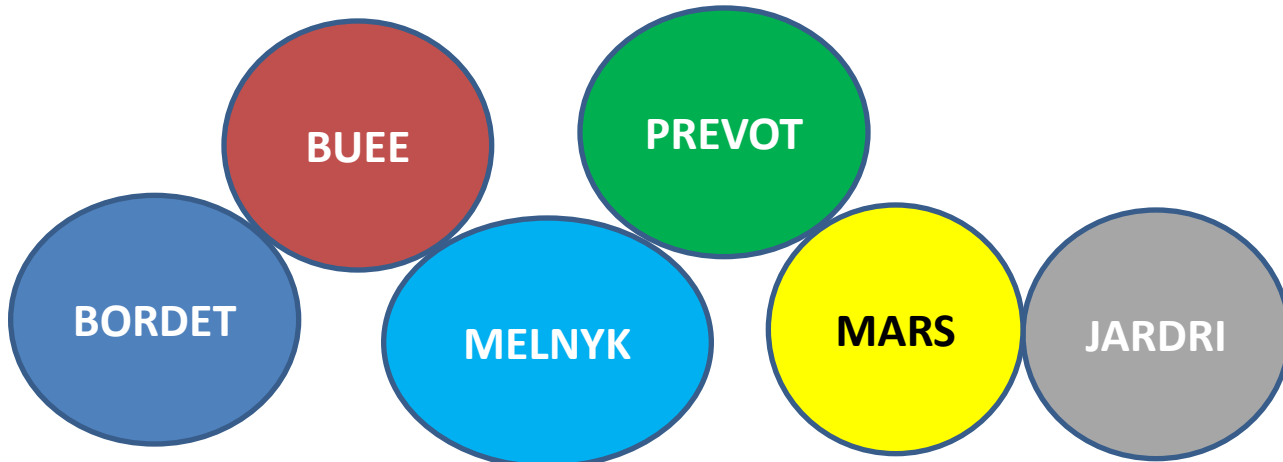 BUEE
PREVOT
BORDET
MELNYK
MARS
JARDRI